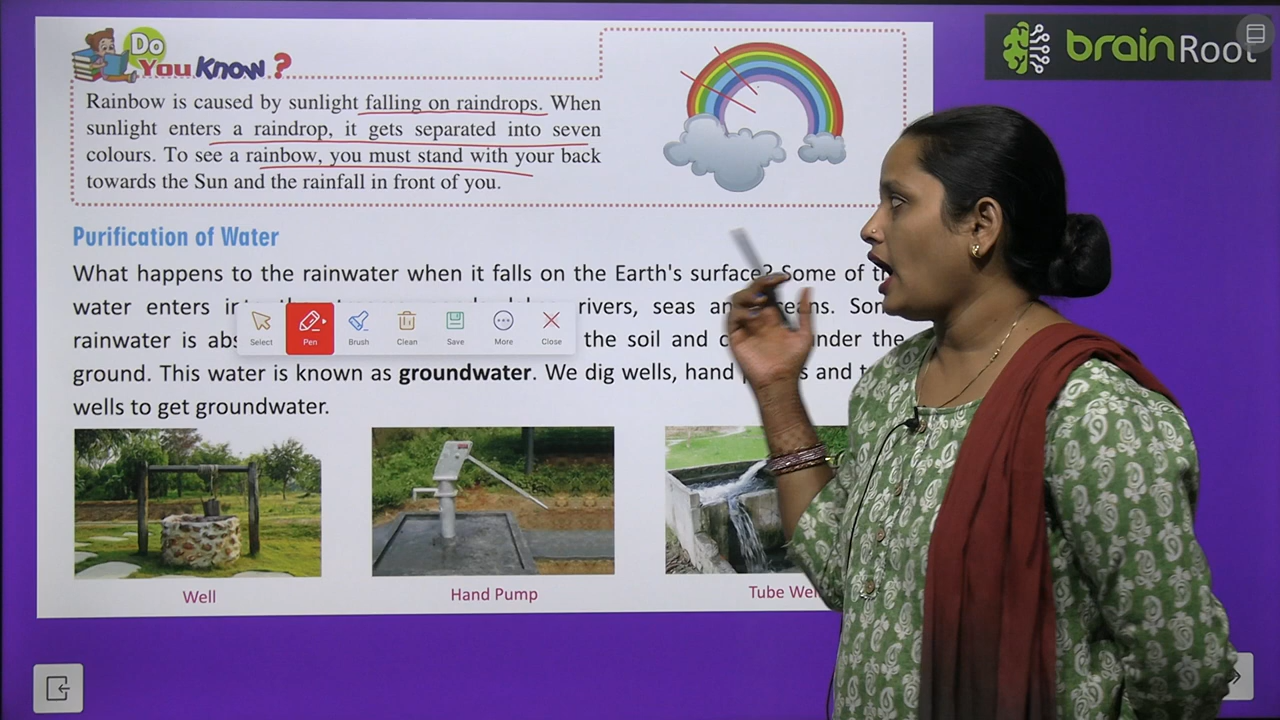 Do
You Know ?
brainRoot
Rainbow is caused by sunlight falling on raindrops. When
sunlight enters a raindrop, it gets separated into seven
colours. To see a rainbow, you must stand with your back
towards the Sun and the rainfall in front of you.
Purification of Water
What happens to the rainwater when it falls on the Earth's surface? Some of
water enters rivers, seas
rainwater is the soil and under the
ground. This water is known as groundwater. We dig wells, hand and
wells to get groundwater.
Select Pen Brush Clean Save More Close
Well Hand Pump Tube